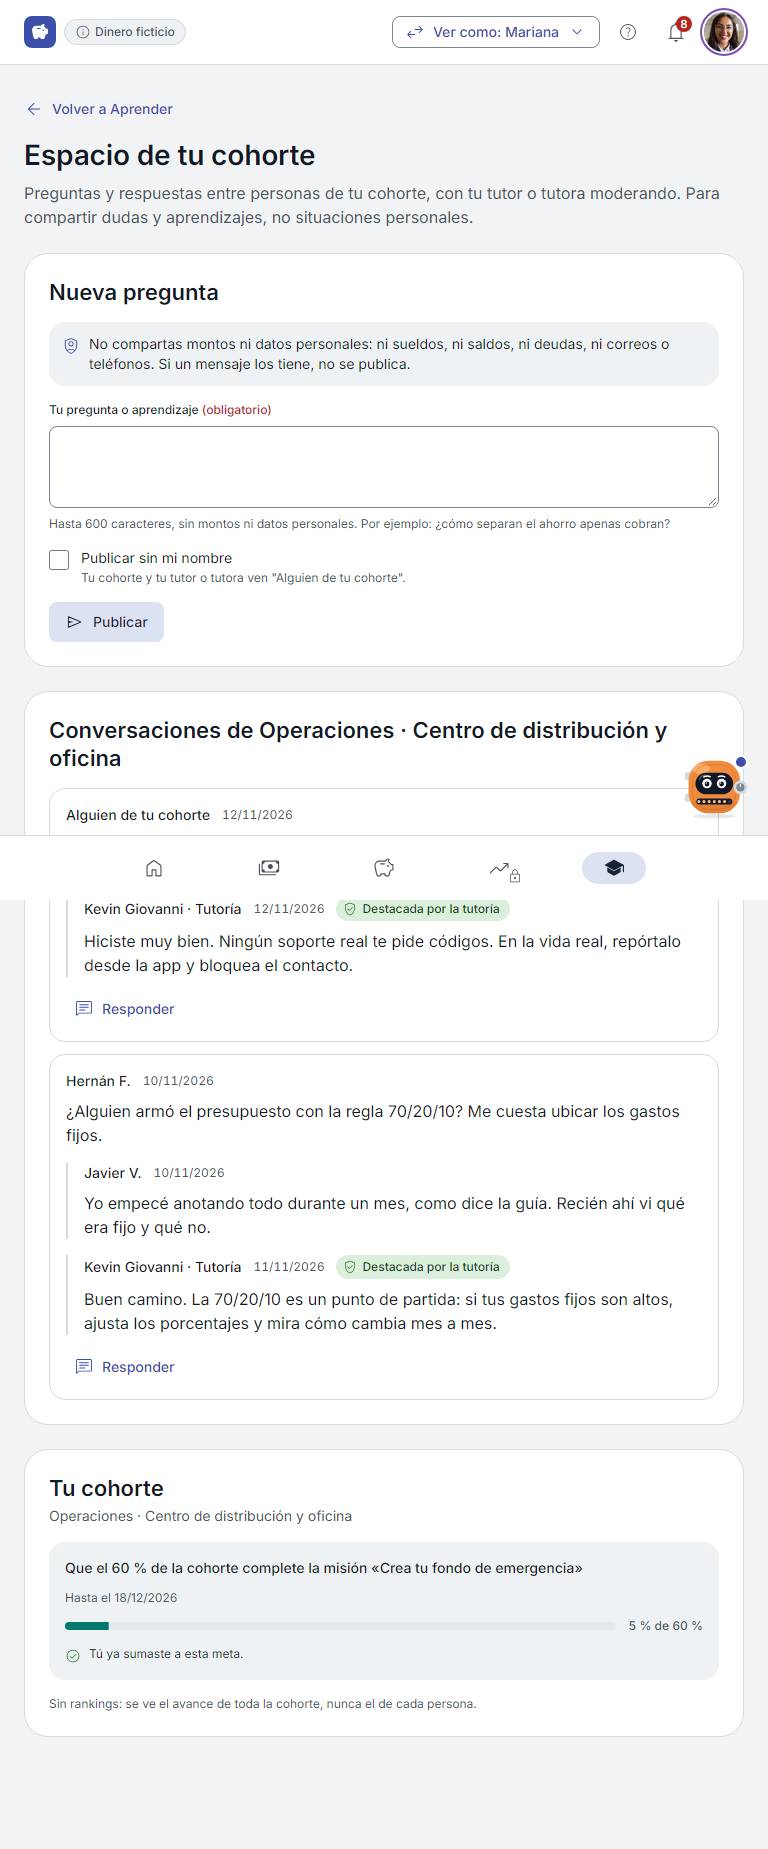 Dinero ficticio
Ver como: Mariana
8
Volver a Aprender
Espacio de tu cohorte
Preguntas y respuestas entre personas de tu cohorte, con tu tutor o tutora moderando. Para
compartir dudas y aprendizajes, no situaciones personales.
Nueva pregunta
No compartas montos ni datos personales: ni sueldos, ni saldos, ni deudas, ni correos o
teléfonos. Si un mensaje los tiene, no se publica.
Tu pregunta o aprendizaje (obligatorio)
Hasta 600 caracteres, sin montos ni datos personales. Por ejemplo: ¿cómo separan el ahorro apenas cobran?
Publicar sin mi nombre
Tu cohorte y tu tutor o tutora ven "Alguien de tu cohorte".
Publicar
Conversaciones de Operaciones · Centro de distribución y
oficina
Alguien de tu cohorte 12/11/2026
Kevin Giovanni · Tutoría 12/11/2026 Destacada por la tutoría
Hiciste muy bien. Ningún soporte real te pide códigos. En la vida real, repórtalo
desde la app y bloquea el contacto.
Responder
Hernán F. 10/11/2026
¿Alguien armó el presupuesto con la regla 70/20/10? Me cuesta ubicar los gastos
fijos.
Javier V. 10/11/2026
Yo empecé anotando todo durante un mes, como dice la guía. Recién ahí vi qué
era fijo y qué no.
Kevin Giovanni · Tutoría 11/11/2026 Destacada por la tutoría
Buen camino. La 70/20/10 es un punto de partida: si tus gastos fijos son altos,
ajusta los porcentajes y mira cómo cambia mes a mes.
Responder
Tu cohorte
Operaciones · Centro de distribución y oficina
Que el 60 % de la cohorte complete la misión «Crea tu fondo de emergencia»
Hasta el 18/12/2026
5 % de 60 %
Tú ya sumaste a esta meta.
Sin rankings: se ve el avance de toda la cohorte, nunca el de cada persona.